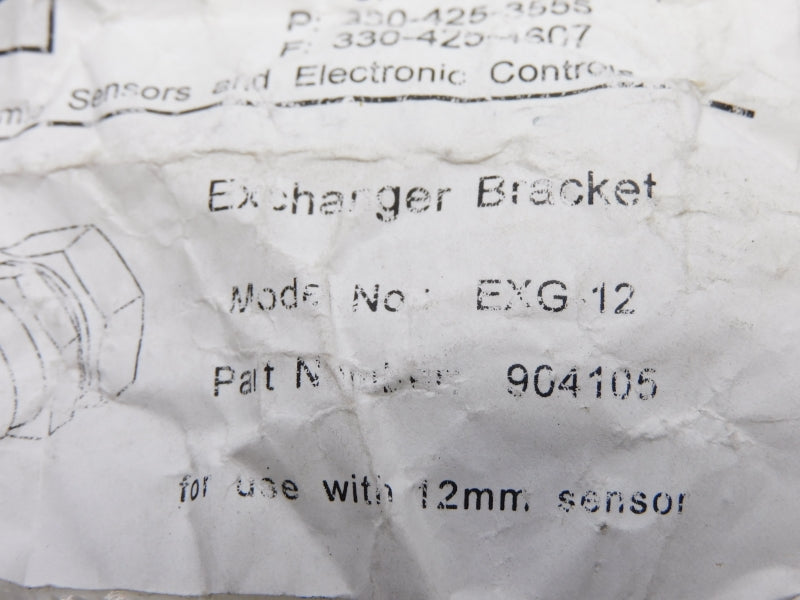 P: 330-425-3555
F: 330-425-1607
Sensors and Electronic Controls
Exchanger Bracket
Model No.: EXG-12
Part Number: 904105
for use with 12mm sensor